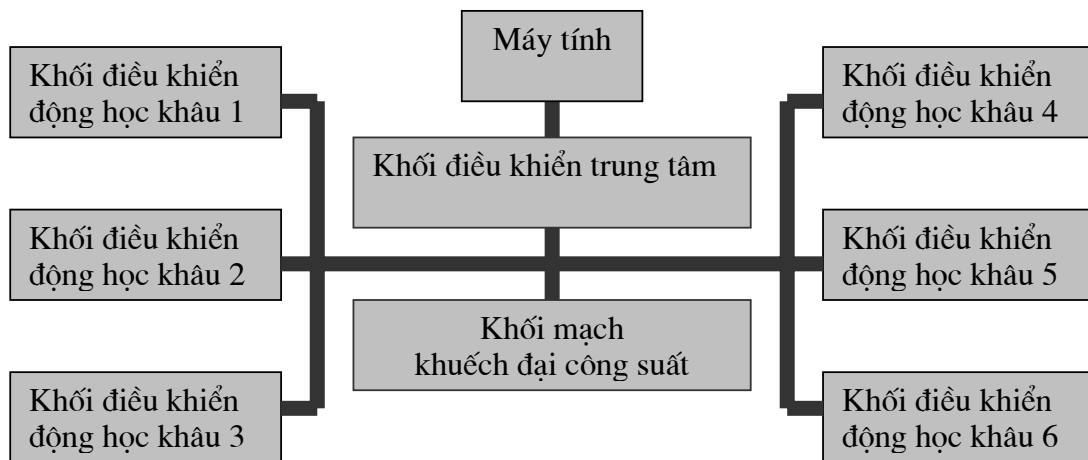 Máy tính
Khối điều khiển
động học khâu 1
Khối điều khiển
động học khâu 4
Khối điều khiển trung tâm
Khối điều khiển
động học khâu 2
Khối điều khiển
động học khâu 5
Khối mạch
khuếch đại công suất
Khối điều khiển
động học khâu 3
Khối điều khiển
động học khâu 6